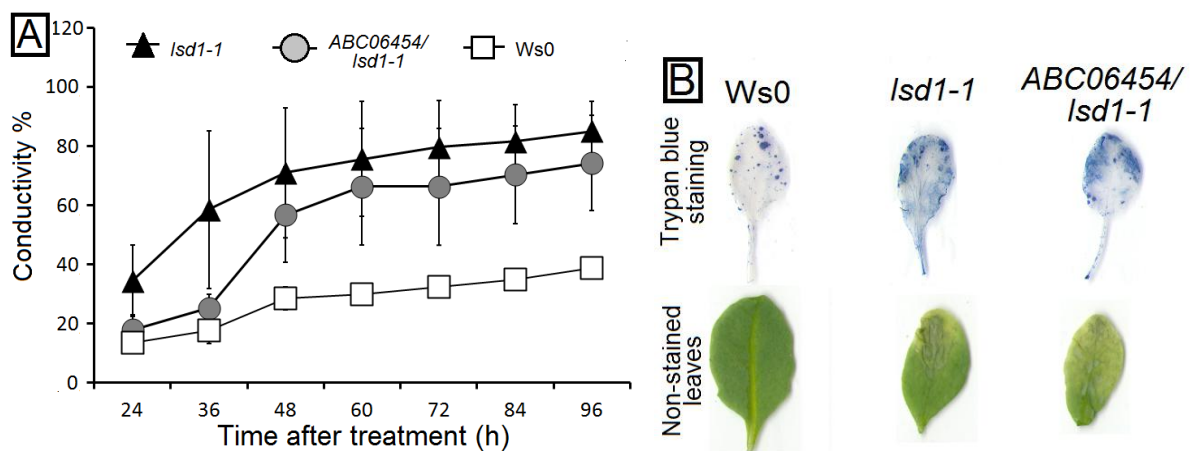 A
120
100
80
60
40
20
0
Conductivity %
lsd1-1
ABC06454/
lsd1-1
Ws0
24 36 48 60 72 84 96
Time after treatment (h)
B
Ws0
lsd1-1
ABC06454/
lsd1-1
Trypan blue
staining
Non-stained
leaves